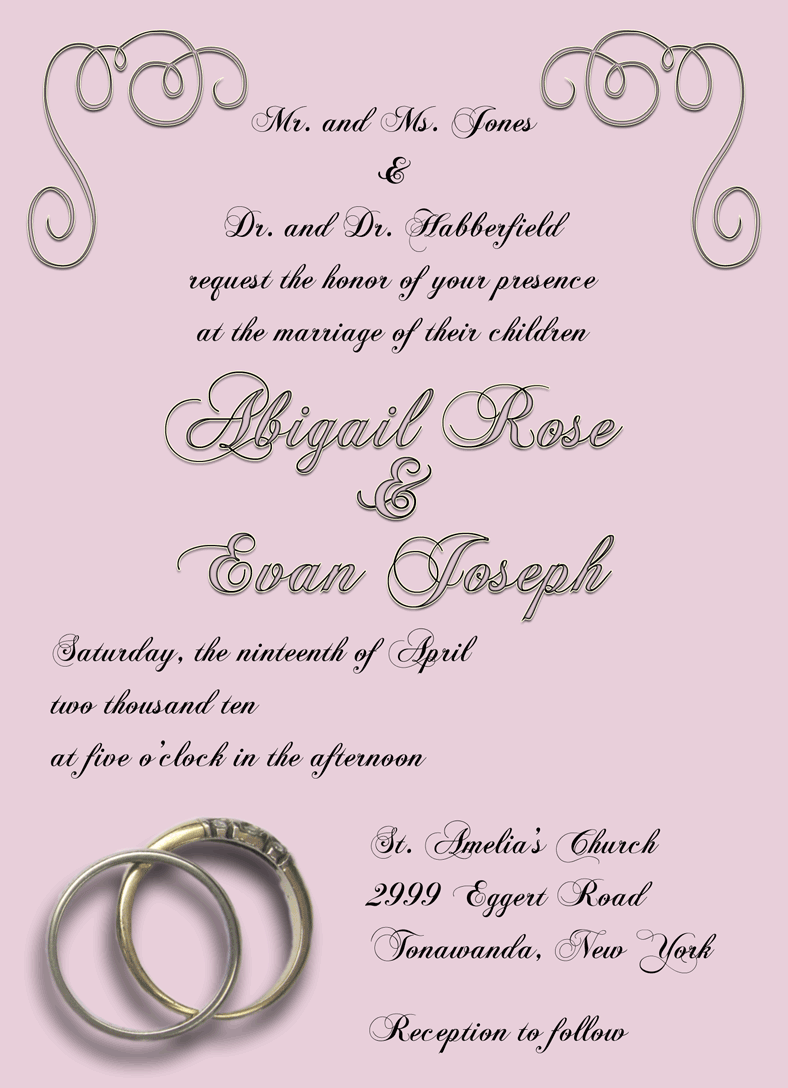 Mr. and Ms. Jones
&
Dr. and Dr. Habberfield
request the honor of your presence
at the marriage of their children
Abigail Rose
&
Evan Joseph
Saturday, the ninteenth of April
two thousand ten
at five o'clock in the afternoon
St. Amelia's Church
2999 Eggert Road
Tonawanda, New York
Reception to follow